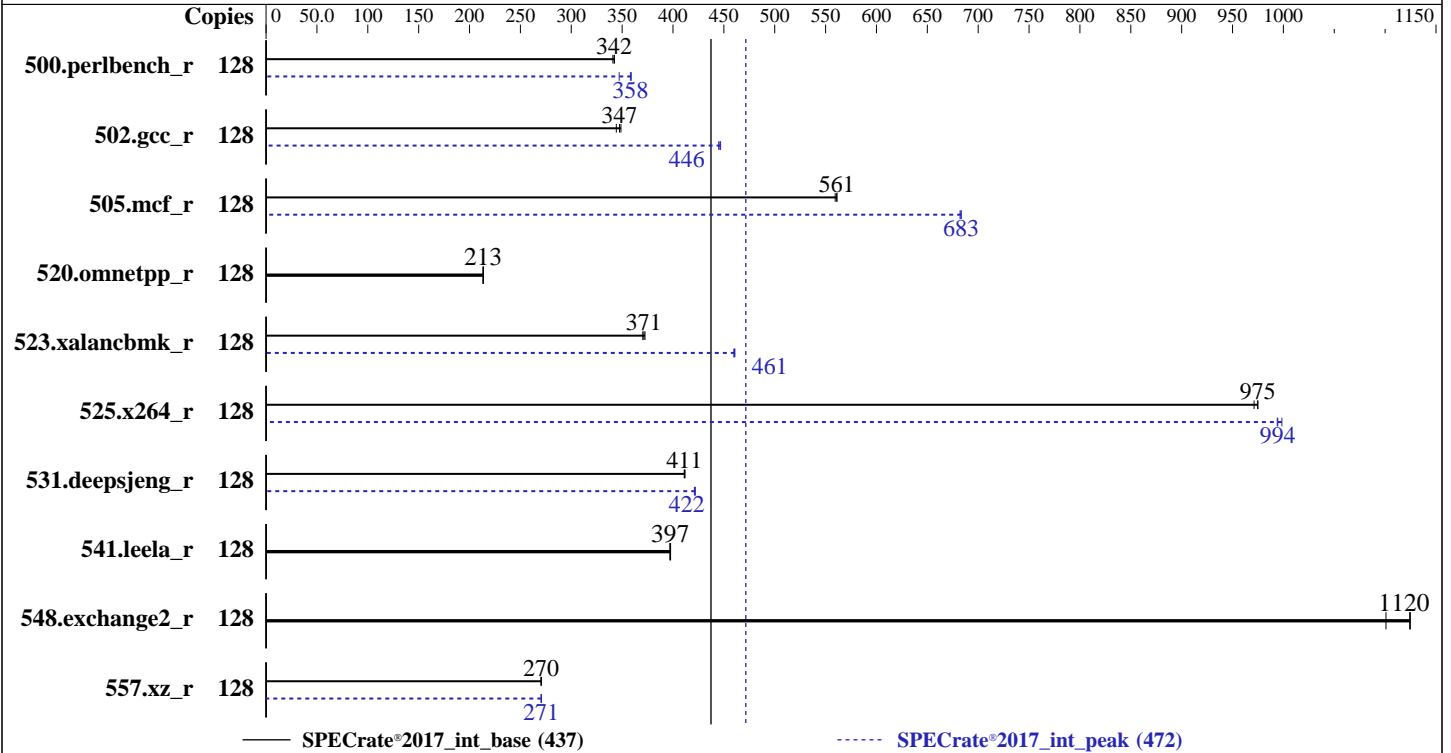 Copies 0 50.0 100 150 200 250 300 350 400 450 500 550 600 650 700 750 800 850 900 950 1000 1150
342
500.perlbench_r 128
358
347
502.gcc_r 128
446
561
505.mcf_r 128
683
213
520.omnetpp_r 128
371
523.xalancbmk_r 128
461
975
525.x264_r 128
994
411
531.deepsjeng_r 128
422
397
541.leela_r 128
1120
548.exchange2_r 128
270
557.xz_r 128
271
SPECrate®2017_int_base (437) SPECrate®2017_int_peak (472)